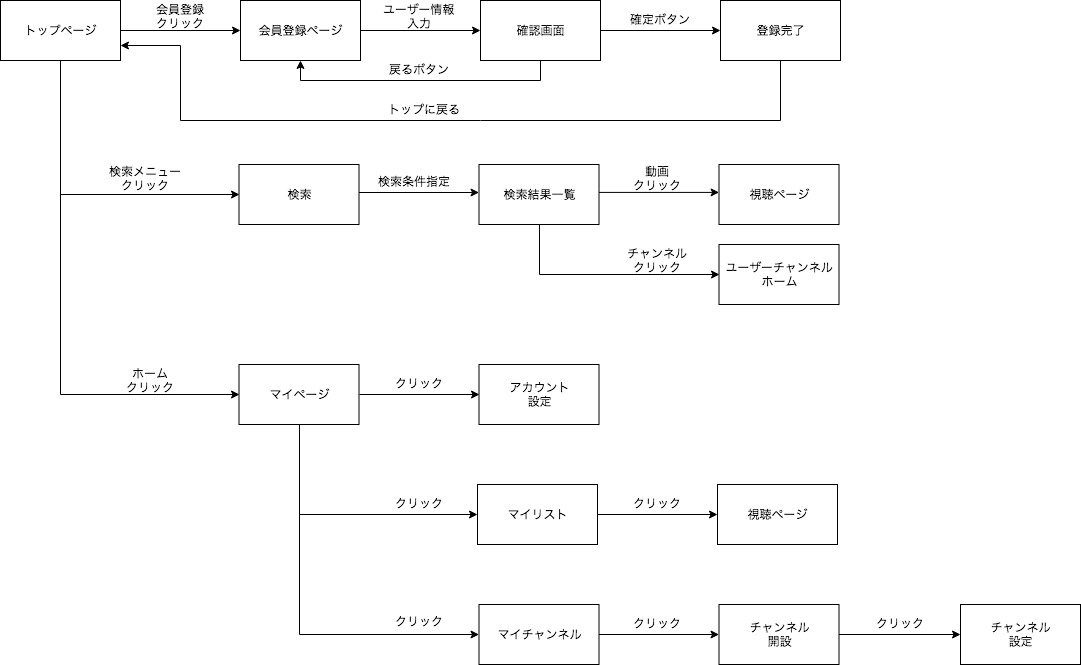 会員登録
クリック
ユーザー情報
入力
確定ボタン
トップページ
会員登録ページ
確認画面
登録完了
戻るボタン
トップに戻る
検索メニュー
クリック
検索条件指定
動画
クリック
検索
検索結果一覧
視聴ページ
チャンネル
クリック
ユーザーチャンネル
ホーム
ホーム
クリック
クリック
マイページ
アカウント
設定
クリック
クリック
マイリスト
視聴ページ
クリック
クリック
クリック
マイチャンネル
チャンネル
開設
チャンネル
設定